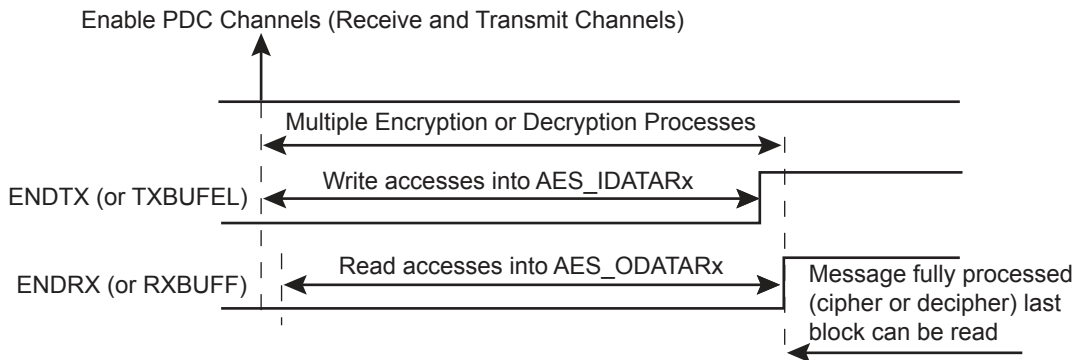 Enable PDC Channels (Receive and Transmit Channels)
Multiple Encryption or Decryption Processes
Write accesses into AES_IDATARx
ENDTX (or TXBUFEL)
Read accesses into AES_ODATARx
ENDRX (or RXBUFF)
Message fully processed
(cipher or decipher) last
block can be read